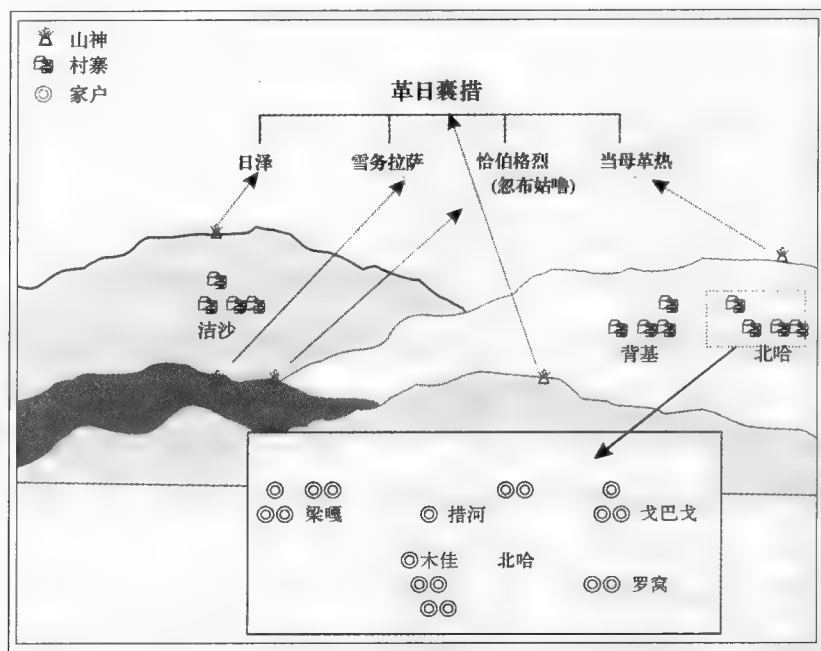 山神
村寨
家户
革日囊措
日泽
雪务拉萨
恰伯格烈
(忽布姑噜)
当母革热
洁沙
背基
北哈
梁嘎
措河
戈巴戈
木佳
北哈
罗窝